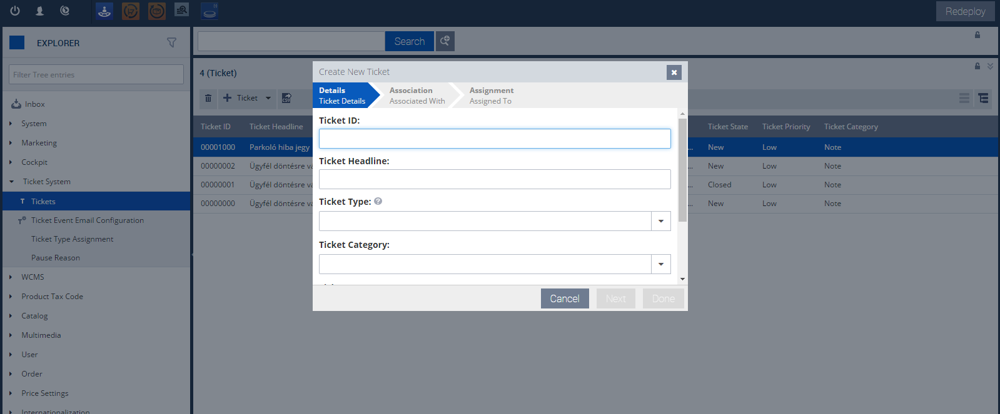 Redeploy
EXPLORER
Filter Tree entries
Inbox
System
Marketing
Cockpit
Ticket System
T Tickets
Ticket Event Email Configuration
Ticket Type Assignment
Pause Reason
WCMS
Product Tax Code
Catalog
Multimedia
User
Order
Price Settings
Internationalization
Search
4 (Ticket)
Ticket
CSV
Ticket ID Ticket Headline Ticket State Ticket Priority Ticket Category
00001000 Parkoló hiba jegy ... New Low Note
00000002 Ügyfél döntésre ... New Low Note
00000001 Ügyfél döntésre ... Closed Low Note
00000000 Ügyfél döntésre New Low Note
Create New Ticket
Details
Ticket Details
Association
Associated With
Assignment
Assigned To
Ticket ID:
Ticket Headline:
Ticket Type:
Ticket Category:
Cancel Next Done